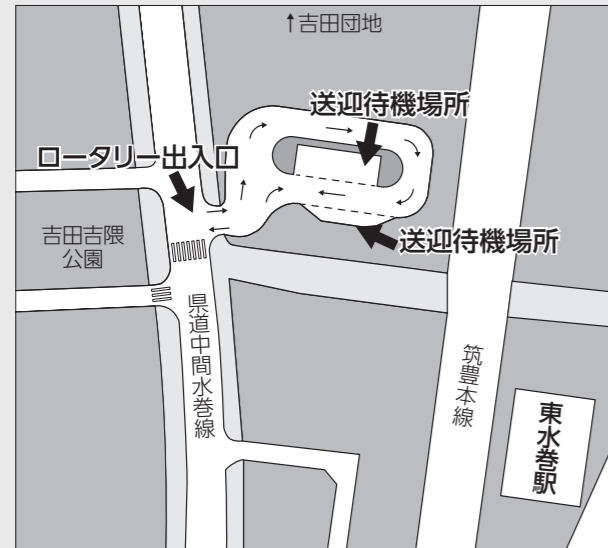 ↑吉田団地
送迎待機場所
ロータリー出入口
吉田吉隈
公園
送迎待機場所
県道中間水巻線
筑豊本線
東水巻駅